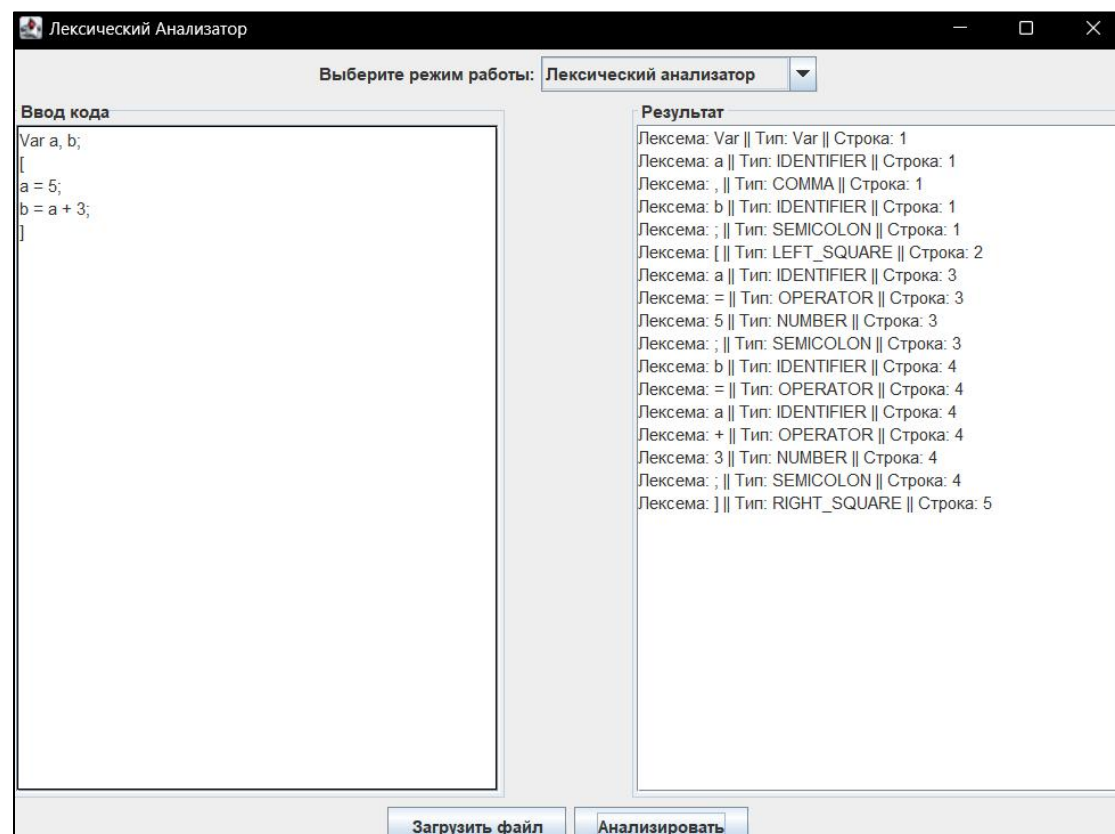 Лексический Анализатор
Выберите режим работы: Лексический анализатор
Ввод кода
Var a, b;
[
a = 5;
b = a + 3;
]
Результат
Лексема: Var || Тип: Var || Строка: 1
Лексема: a || Тип: IDENTIFIER || Строка: 1
Лексема: , || Тип: COMMA || Строка: 1
Лексема: b || Тип: IDENTIFIER || Строка: 1
Лексема: ; || Тип: SEMICOLON || Строка: 1
Лексема: [ || Тип: LEFT_SQUARE || Строка: 2
Лексема: a || Тип: IDENTIFIER || Строка: 3
Лексема: = || Тип: OPERATOR || Строка: 3
Лексема: 5 || Тип: NUMBER || Строка: 3
Лексема: ; || Тип: SEMICOLON || Строка: 3
Лексема: b || Тип: IDENTIFIER || Строка: 4
Лексема: = || Тип: OPERATOR || Строка: 4
Лексема: a || Тип: IDENTIFIER || Строка: 4
Лексема: + || Тип: OPERATOR || Строка: 4
Лексема: 3 || Тип: NUMBER || Строка: 4
Лексема: ; || Тип: SEMICOLON || Строка: 4
Лексема: ] || Тип: RIGHT_SQUARE || Строка: 5
Загрузить файл Анализировать